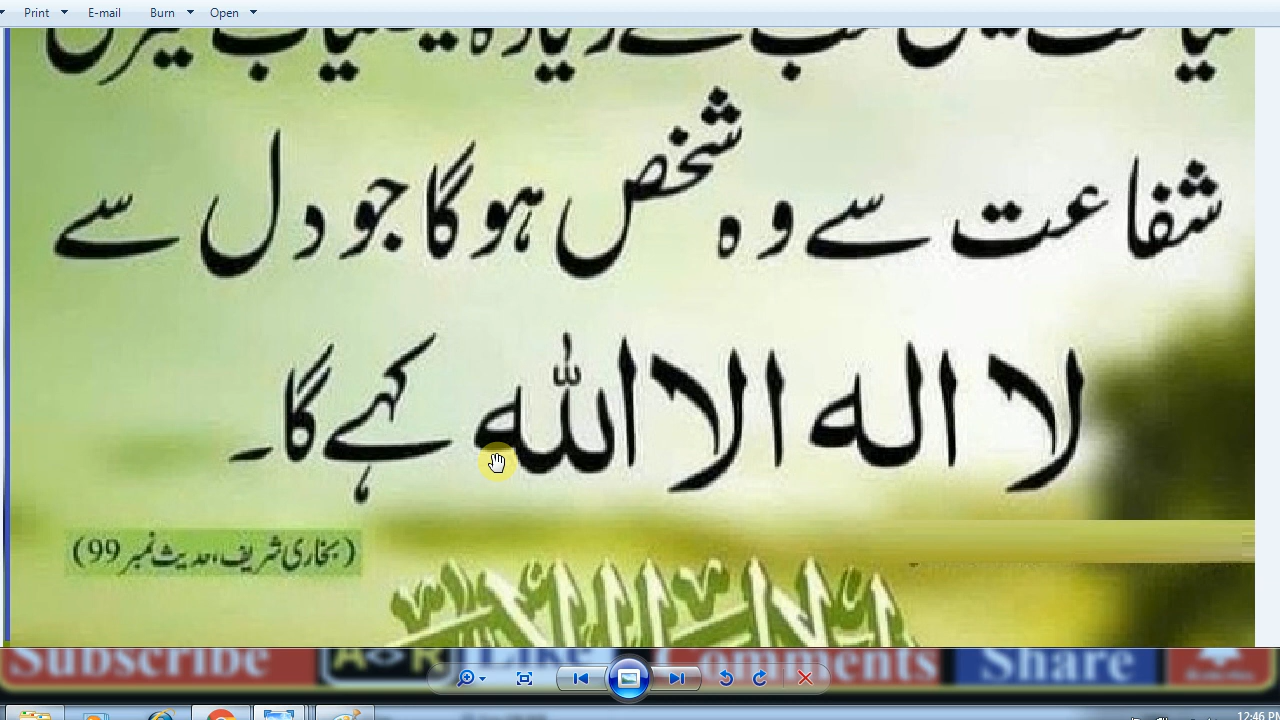 Print E-mail Burn Open
شفاعت سے وہ شخص ہوگا جو دل سے
لا الہ الا اللہ کہے گا۔
(بخاری شریف، حدیث نمبر 99)
Subscribe Comments Share
12:46 PM